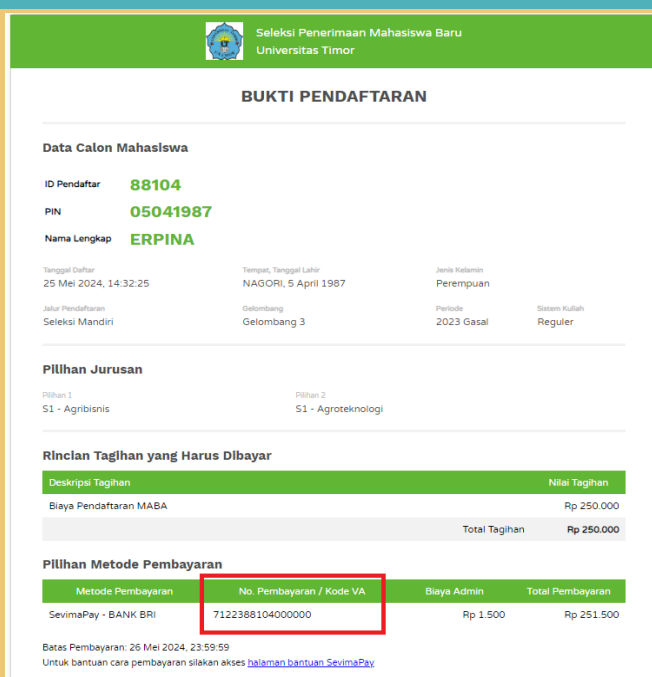 Seleksi Penerimaan Mahasiswa Baru
Universitas Timor
BUKTI PENDAFTARAN
Data Calon Mahasiswa
ID Pendaftar 88104
PIN 05041987
Nama Lengkap ERPINA
Tanggal Daftar Tempat, Tanggal Lahir Jenis Kelamin
25 Mei 2024, 14:32:25 NAGORI, 5 April 1987 Perempuan
Jalur Pendaftaran Gelombang Periode Sistem Kuliah
Seleksi Mandiri Gelombang 3 2023 Gasal Reguler
Pilihan Jurusan
Pilihan 1 Pilihan 2
S1 - Agribisnis S1 - Agroteknologi
Rincian Tagihan yang Harus Dibayar
Deskripsi Tagihan Nilai Tagihan
Biaya Pendaftaran MABA Rp 250.000
Total Tagihan Rp 250.000
Pilihan Metode Pembayaran
Metode Pembayaran No. Pembayaran / Kode VA Biaya Admin Total Pembayaran
SevimaPay - BANK BRI 7122388104000000 Rp 1.500 Rp 251.500
Batas Pembayaran: 26 Mei 2024, 23:59:59
Untuk bantuan cara pembayaran silakan akses halaman bantuan SevimaPay